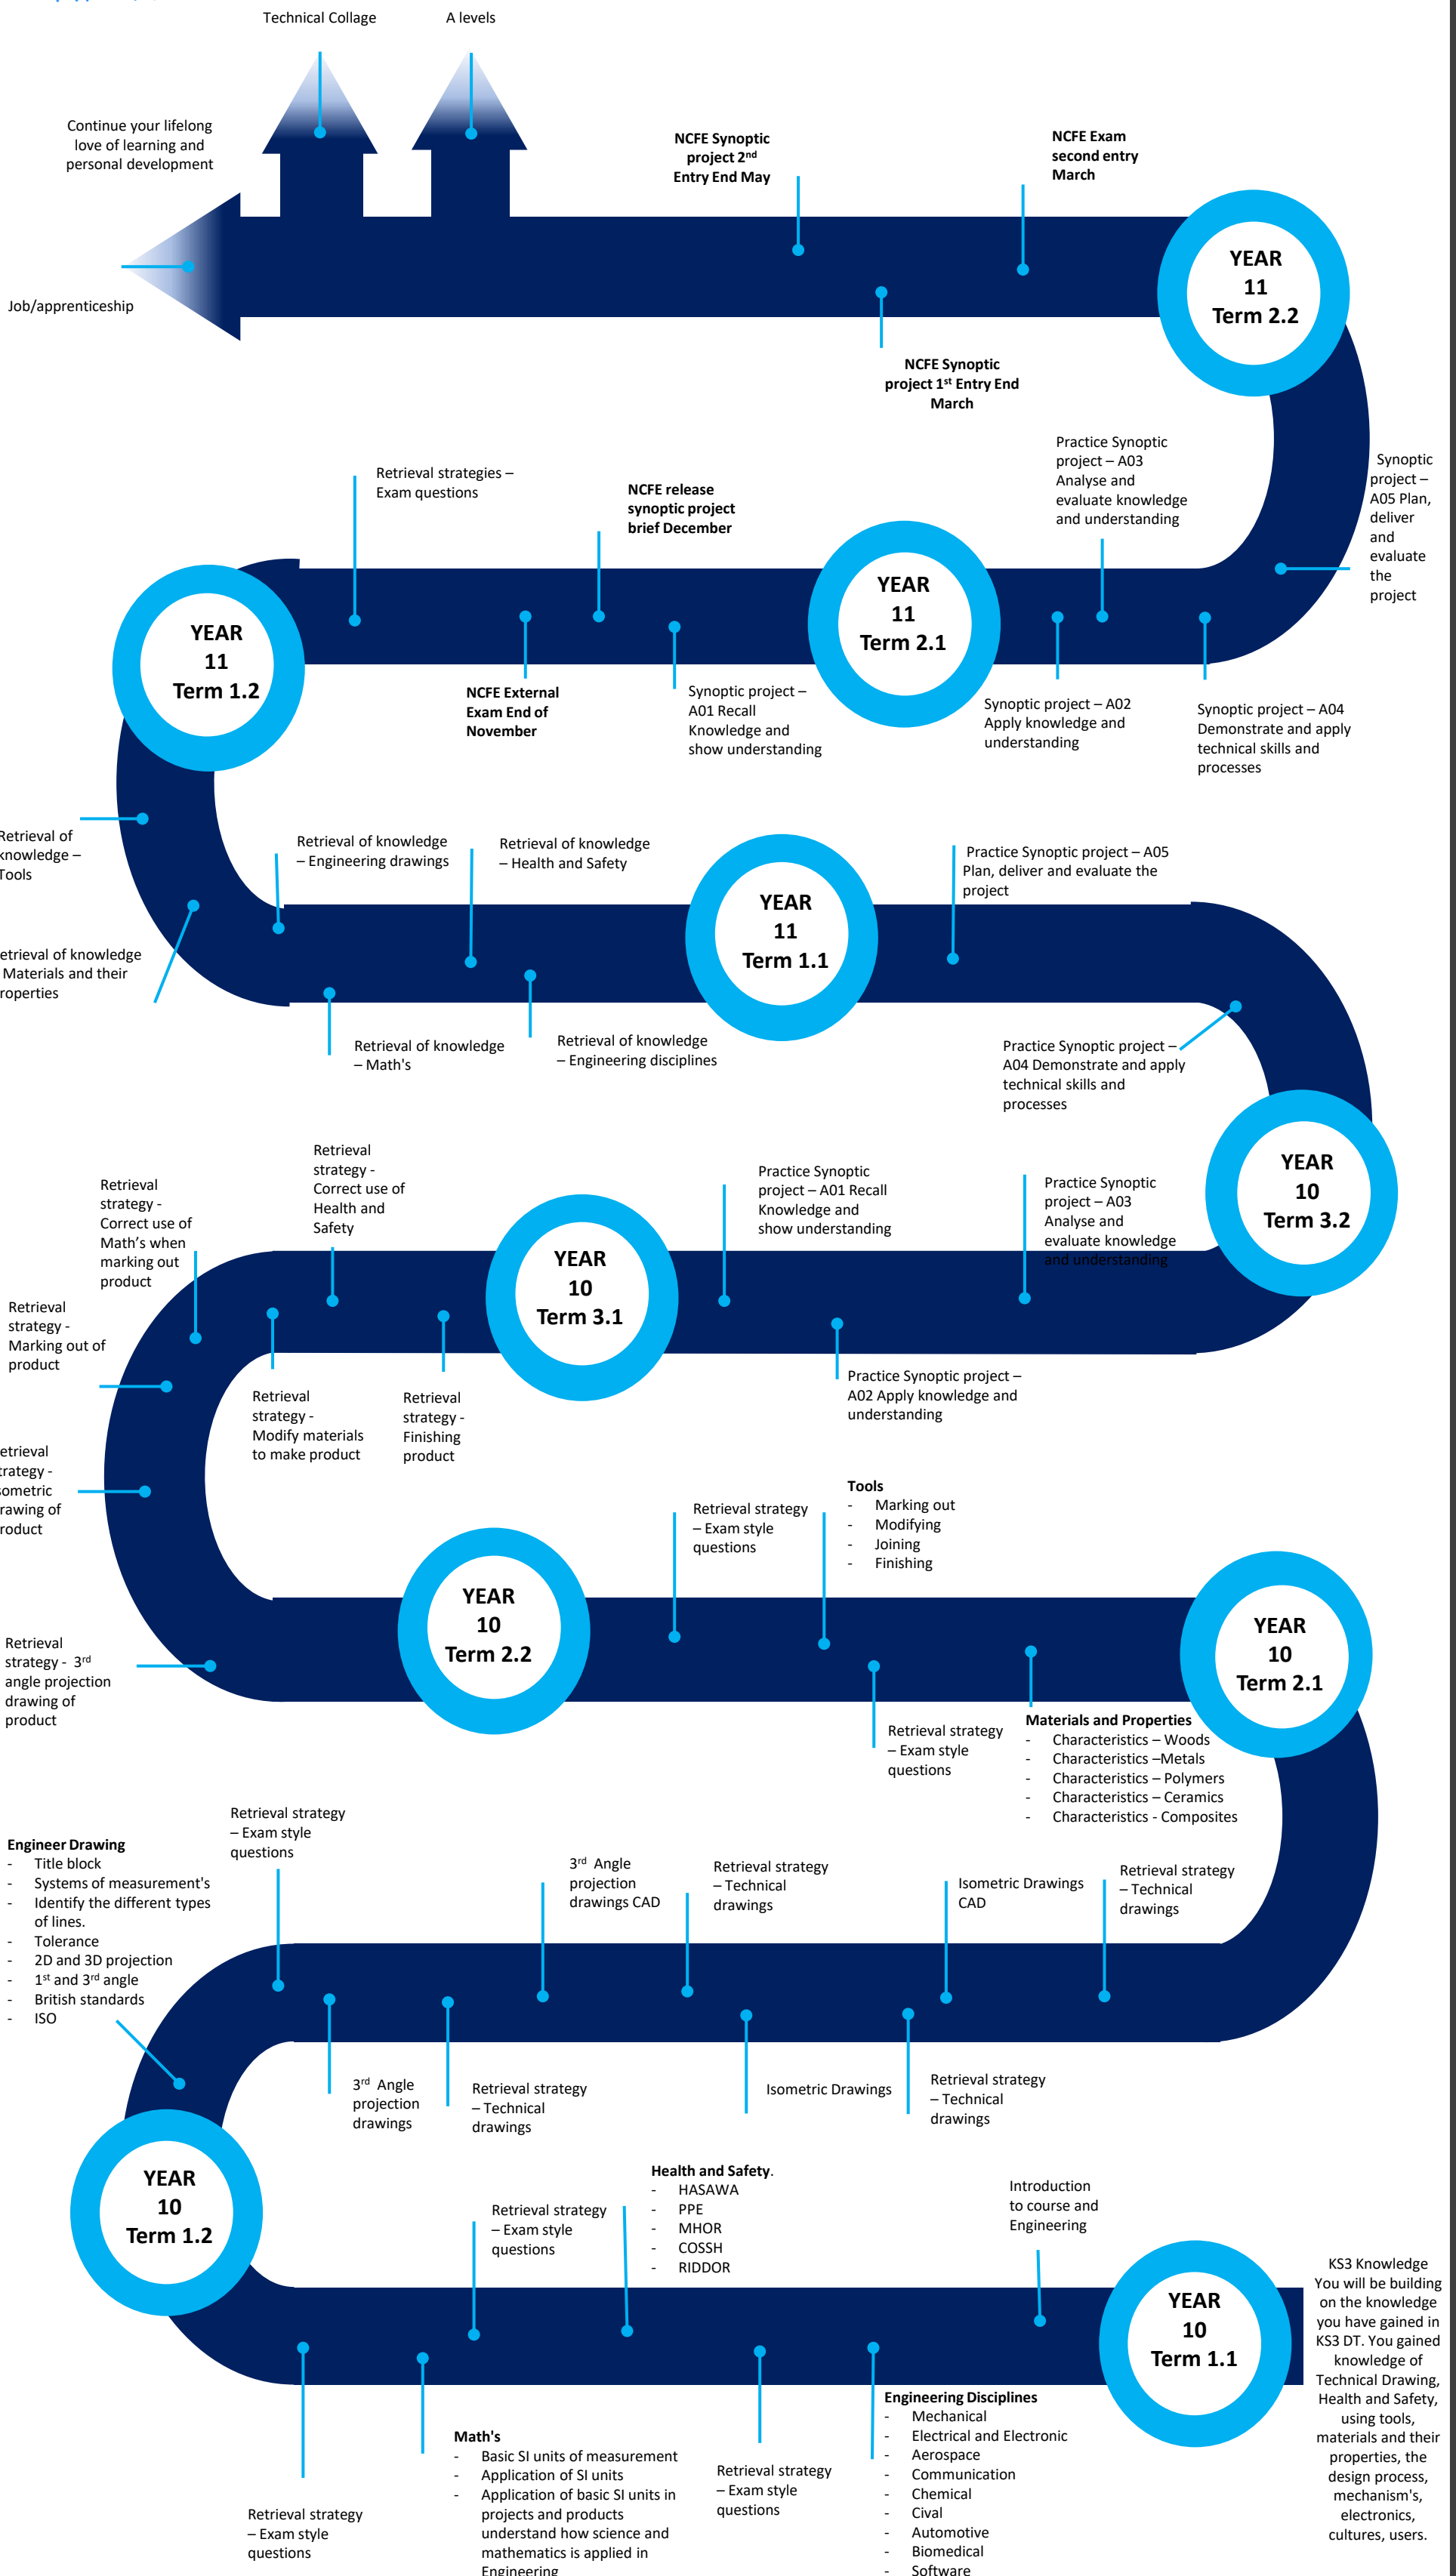 Technical Collage
A levels
Continue your lifelong
love of learning and
personal development
Job/apprenticeship
NCFE Synoptic
project 2nd
Entry End May
NCFE Exam
second entry
March
YEAR
11
Term 2.2
NCFE Synoptic
project 1st Entry End
March
Retrieval strategies –
Exam questions
NCFE release
synoptic project
brief December
Practice Synoptic
project – A03
Analyse and
evaluate knowledge
and understanding
Synoptic
project –
A05 Plan,
deliver
and
evaluate
the
project
YEAR
11
Term 1.2
YEAR
11
Term 2.1
NCFE External
Exam End of
November
Synoptic project –
A01 Recall
Knowledge and
show understanding
Synoptic project – A02
Apply knowledge and
understanding
Synoptic project – A04
Demonstrate and apply
technical skills and
processes
Retrieval of
knowledge –
Tools
Retrieval of knowledge
– Engineering drawings
Retrieval of knowledge
– Health and Safety
YEAR
11
Term 1.1
Practice Synoptic project – A05
Plan, deliver and evaluate the
project
etrieval of knowledge
Materials and their
roperties
Retrieval of knowledge
– Math's
Retrieval of knowledge
– Engineering disciplines
Practice Synoptic project –
A04 Demonstrate and apply
technical skills and
processes
YEAR
10
Term 3.2
Retrieval
strategy -
Correct use of
Math’s when
marking out
product
Retrieval
strategy -
Correct use of
Health and
Safety
YEAR
10
Term 3.1
Practice Synoptic
project – A01 Recall
Knowledge and
show understanding
Practice Synoptic
project – A03
Analyse and
evaluate knowledge
and understanding
Retrieval
strategy -
Marking out of
product
Retrieval
strategy -
Modify materials
to make product
Retrieval
strategy -
Finishing
product
Practice Synoptic project –
A02 Apply knowledge and
understanding
etrieval
trategy -
sometric
rawing of
roduct
Retrieval strategy
– Exam style
questions
Tools
- Marking out
- Modifying
- Joining
- Finishing
YEAR
10
Term 2.2
YEAR
10
Term 2.1
Retrieval
strategy - 3rd
angle projection
drawing of
product
Retrieval strategy
– Exam style
questions
Materials and Properties
- Characteristics – Woods
- Characteristics –Metals
- Characteristics – Polymers
- Characteristics – Ceramics
- Characteristics - Composites
Engineer Drawing
- Title block
- Systems of measurement's
- Identify the different types
of lines.
- Tolerance
- 2D and 3D projection
- 1st and 3rd angle
- British standards
- ISO
Retrieval strategy
– Exam style
questions
3rd Angle
projection
drawings CAD
Retrieval strategy
– Technical
drawings
Isometric Drawings
CAD
Retrieval strategy
– Technical
drawings
3rd Angle
projection
drawings
Retrieval strategy
– Technical
drawings
Isometric Drawings
Retrieval strategy
– Technical
drawings
YEAR
10
Term 1.2
Retrieval strategy
– Exam style
questions
Health and Safety.
- HASAWA
- PPE
- MHOR
- COSSH
- RIDDOR
Introduction
to course and
Engineering
YEAR
10
Term 1.1
KS3 Knowledge
You will be building
on the knowledge
you have gained in
KS3 DT. You gained
knowledge of
Technical Drawing,
Health and Safety,
using tools,
materials and their
properties, the
design process,
mechanism's,
electronics,
cultures, users.
Retrieval strategy
– Exam style
questions
Math's
- Basic SI units of measurement
- Application of SI units
- Application of basic SI units in
projects and products
understand how science and
mathematics is applied in
Engineering
Retrieval strategy
– Exam style
questions
Engineering Disciplines
- Mechanical
- Electrical and Electronic
- Aerospace
- Communication
- Chemical
- Cival
- Automotive
- Biomedical
- Software